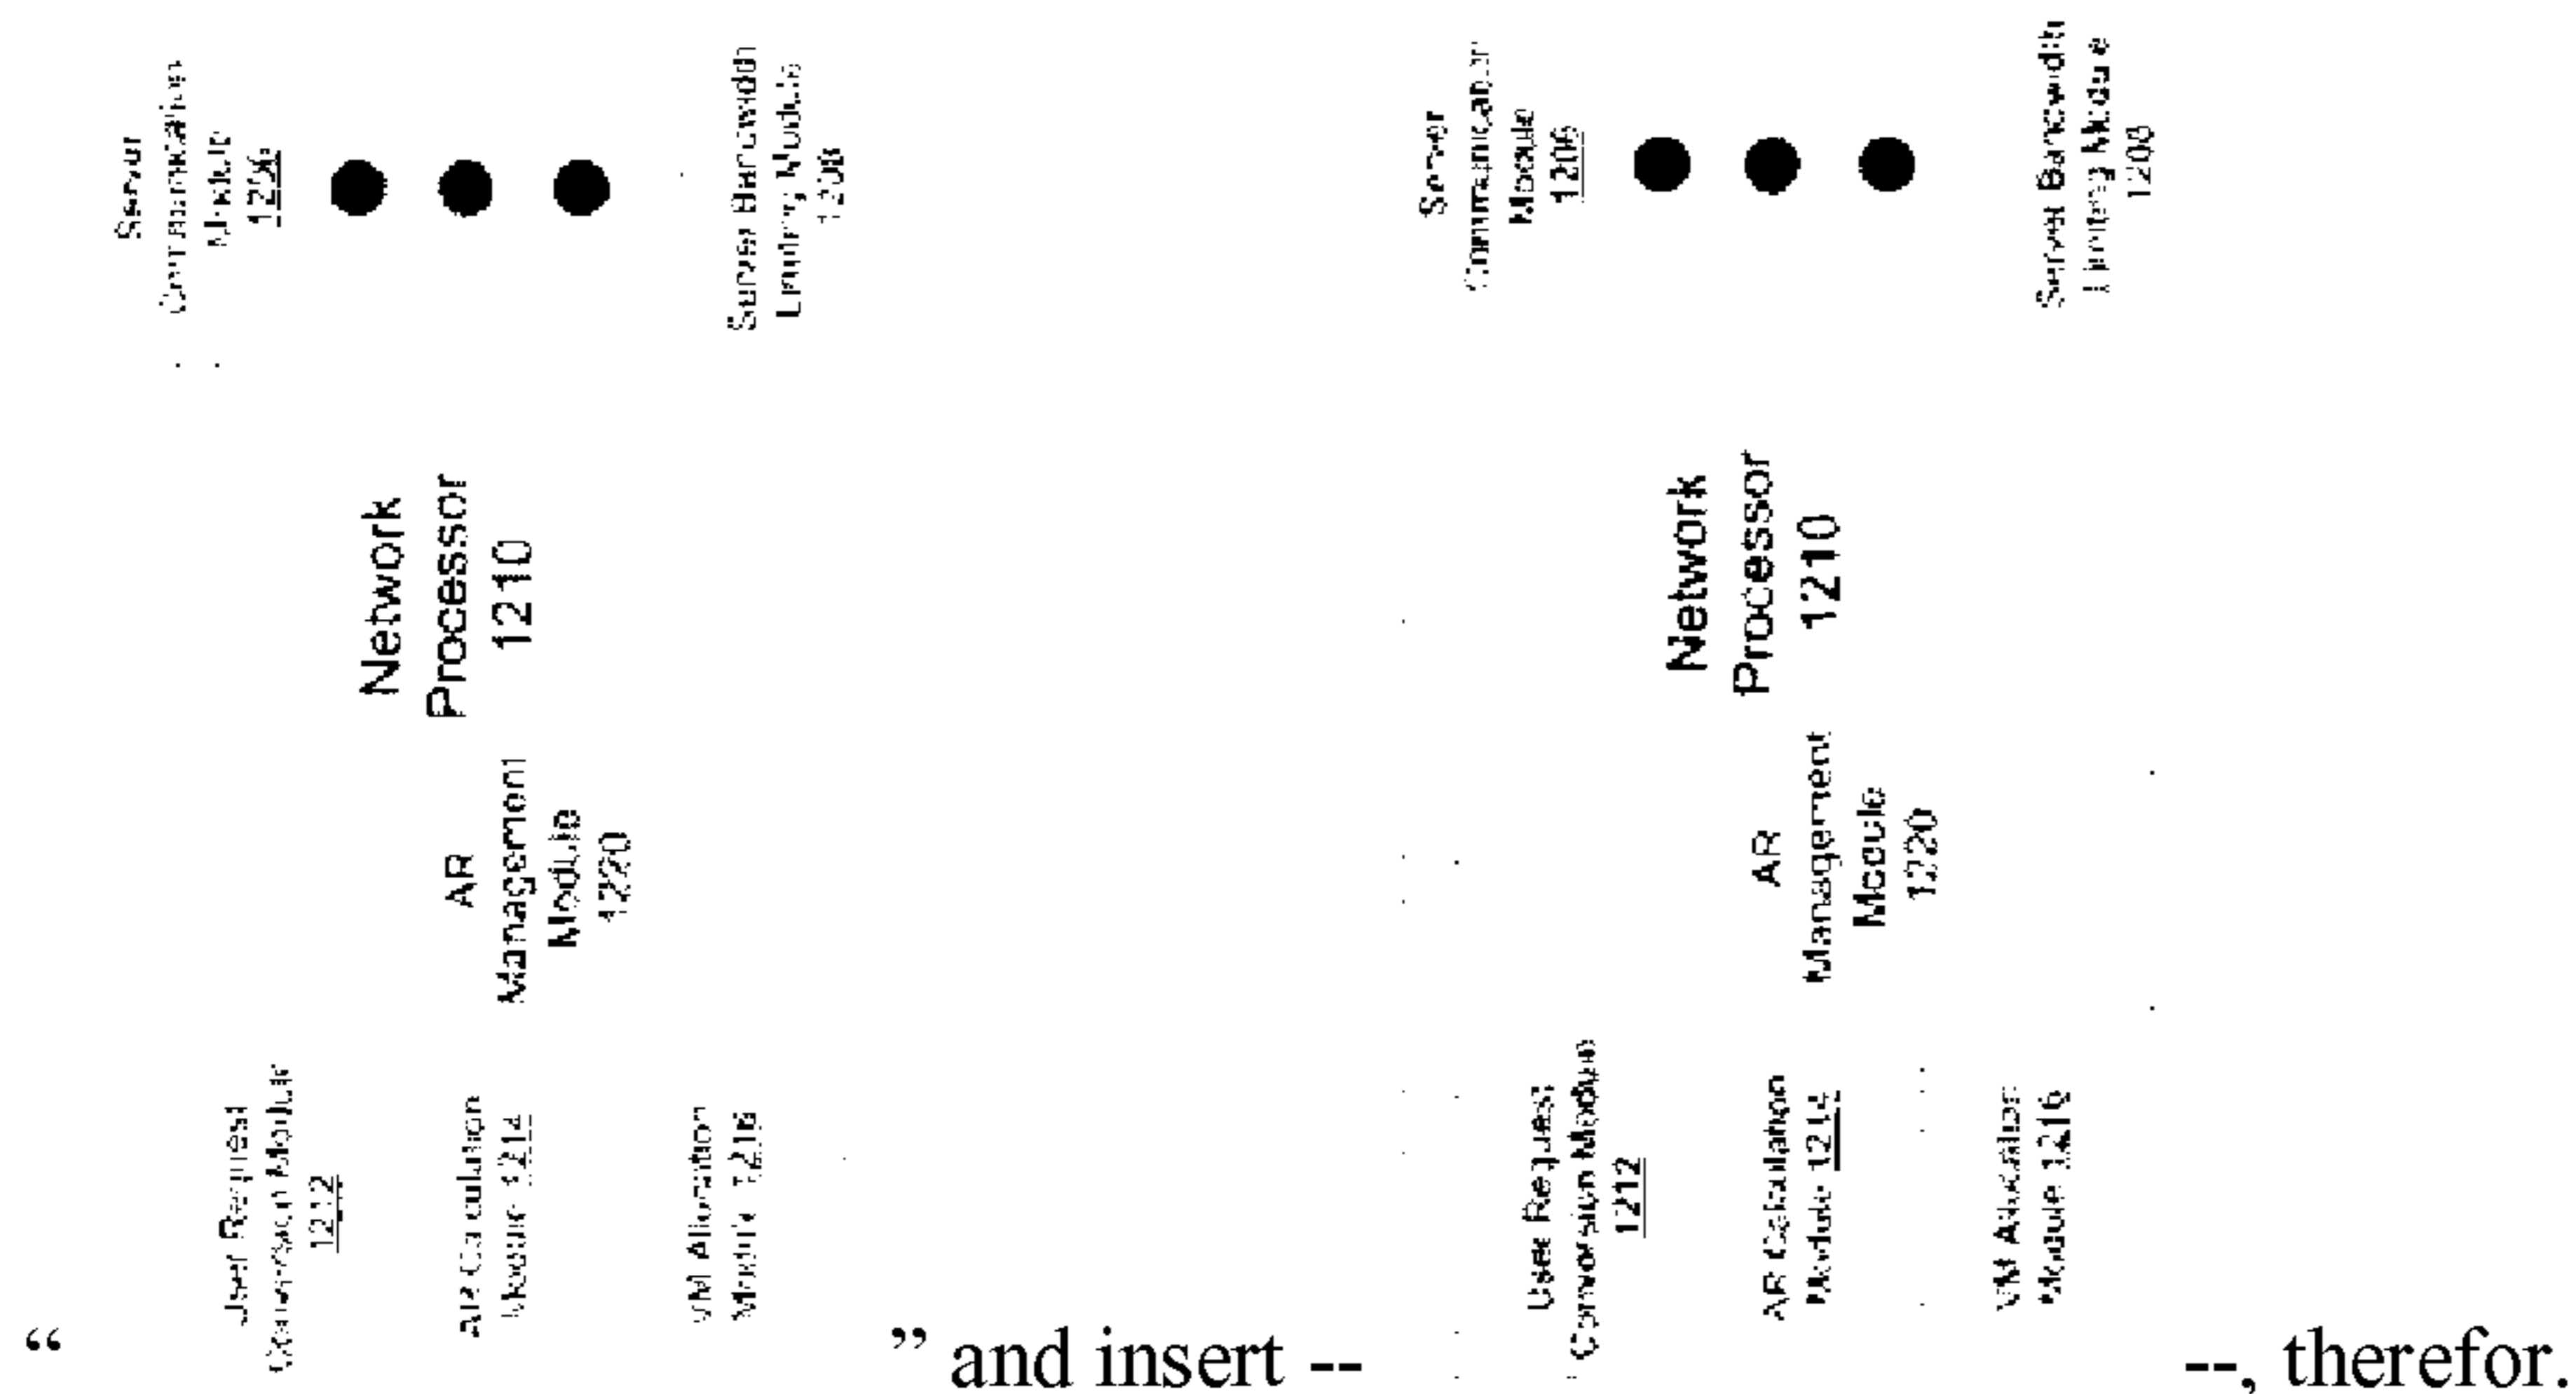 “
User Request
Conversion Module
1212
AR Calculation
Module 1214
VM Allocation
Module 1216
AR
Management
Module
1220
Network
Processor
1210
Server
Communication
Module
1206
Server Bandwidth
Limiting Module
1208
” and insert --
User Request
Conversion Module
1212
AR Calculation
Module 1214
VM Allocation
Module 1216
AR
Management
Module
1220
Network
Processor
1210
Server
Communication
Module
1206
Server Bandwidth
Limiting Module
1208
--, therefor.